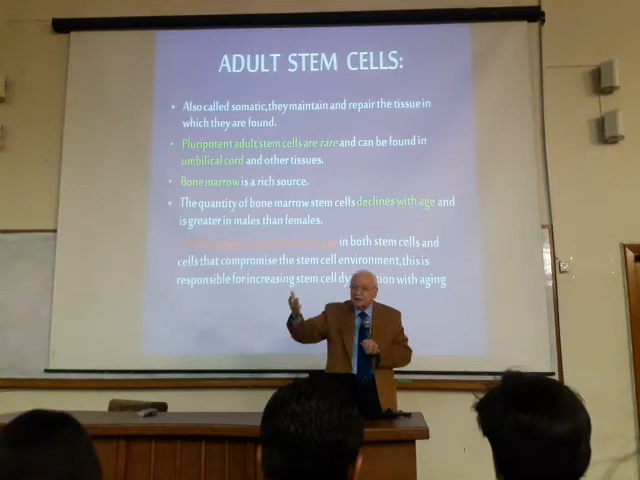 ADULT STEM CELLS:
• Also called somatic, they maintain and repair the tissue in
which they are found.
• Pluripotent adult stem cells are rare and can be found in
umbilical cord and other tissues.
• Bone marrow is a rich source.
• The quantity of bone marrow stem cells declines with age and
is greater in males than females.
in both stem cells and
cells that compromise the stem cell environment, this is
responsible for increasing stem cell with aging